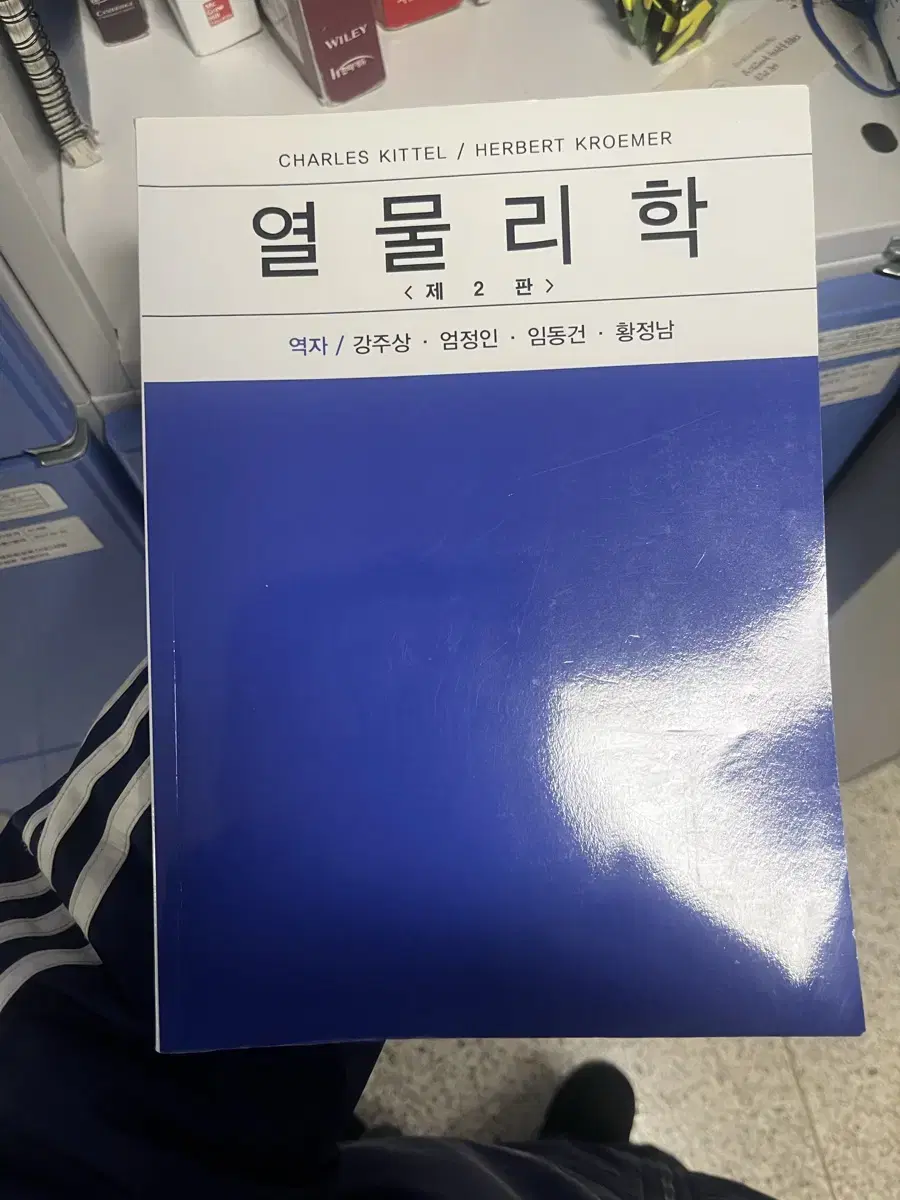 WILEY
CHARLES KITTEL / HERBERT KROEMER
열 물 리 학
< 제 2 판 >
역자 / 강주상 · 엄정인 · 임동건 · 황정남